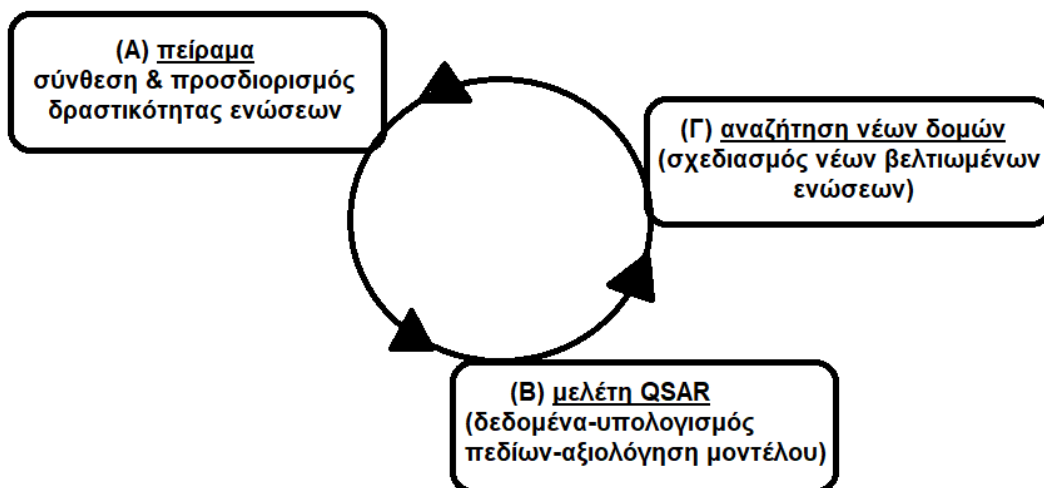 (Α) πείραμα
σύνθεση & προσδιορισμός
δραστικότητας ενώσεων
(Γ) αναζήτηση νέων δομών
(σχεδιασμός νέων βελτιωμένων
ενώσεων)
(Β) μελέτη QSAR
(δεδομένα-υπολογισμός
πεδίων-αξιολόγηση μοντέλου)